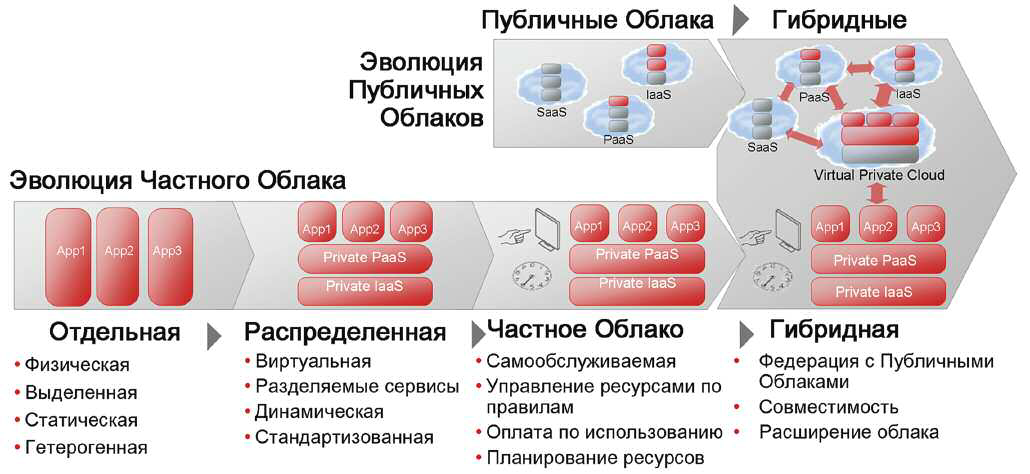 Публичные Облака
Гибридные
Эволюция
Публичных
Облаков
SaaS
PaaS
IaaS
PaaS
IaaS
SaaS
Virtual Private Cloud
Эволюция Частного Облака
App1
App2
App3
App1
App2
App3
Private PaaS
Private IaaS
App1
App2
App3
Private PaaS
Private IaaS
App1
App2
App3
Private PaaS
Private IaaS
Отдельная
• Физическая
• Выделенная
• Статическая
• Гетерогенная
Распределенная
• Виртуальная
• Разделяемые сервисы
• Динамическая
• Стандартизованная
Частное Облако
• Самообслуживаемая
• Управление ресурсами по
правилам
• Оплата по использованию
• Планирование ресурсов
Гибридная
• Федерация с Публичными
Облаками
• Совместимость
• Расширение облака